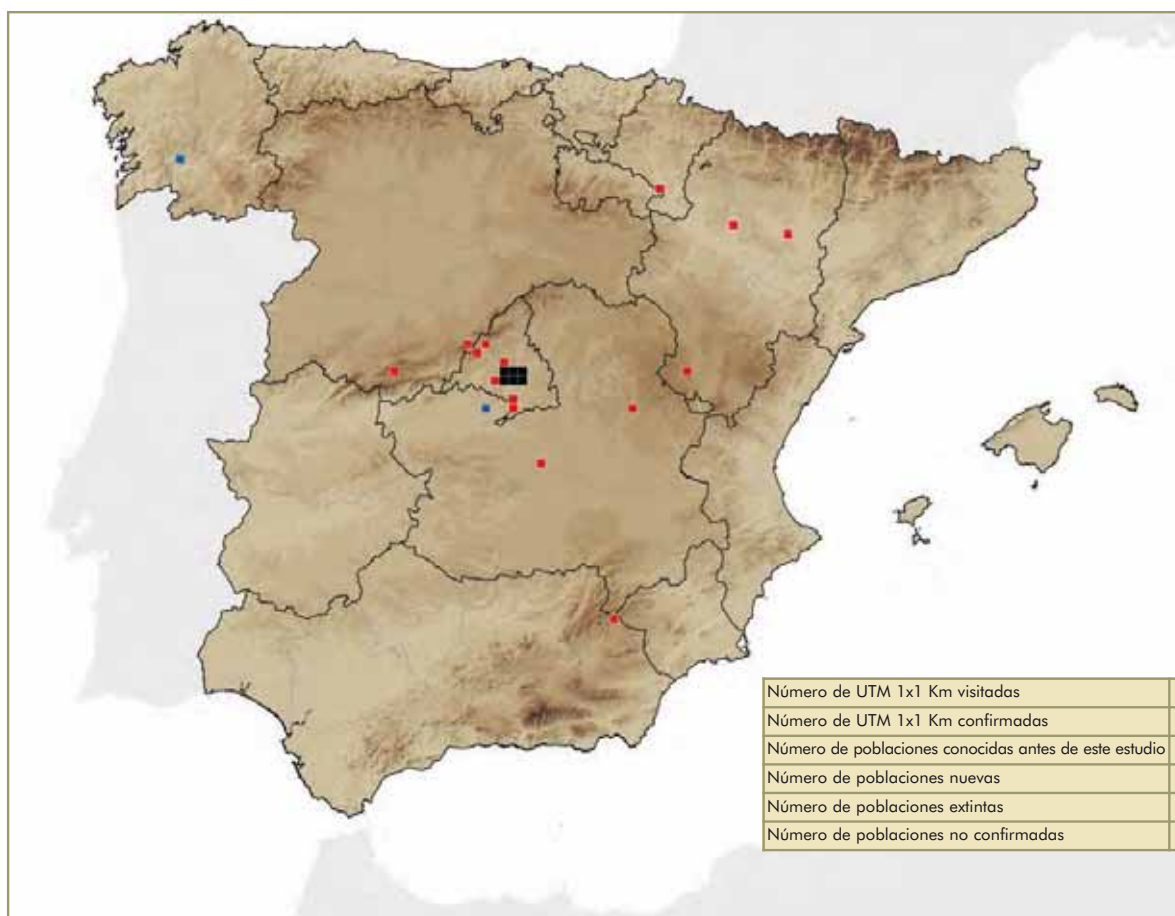 Número de UTM 1x1 Km visitadas
Número de UTM 1x1 Km confirmadas
Número de poblaciones conocidas antes de este estudio
Número de poblaciones nuevas
Número de poblaciones extintas
Número de poblaciones no confirmadas